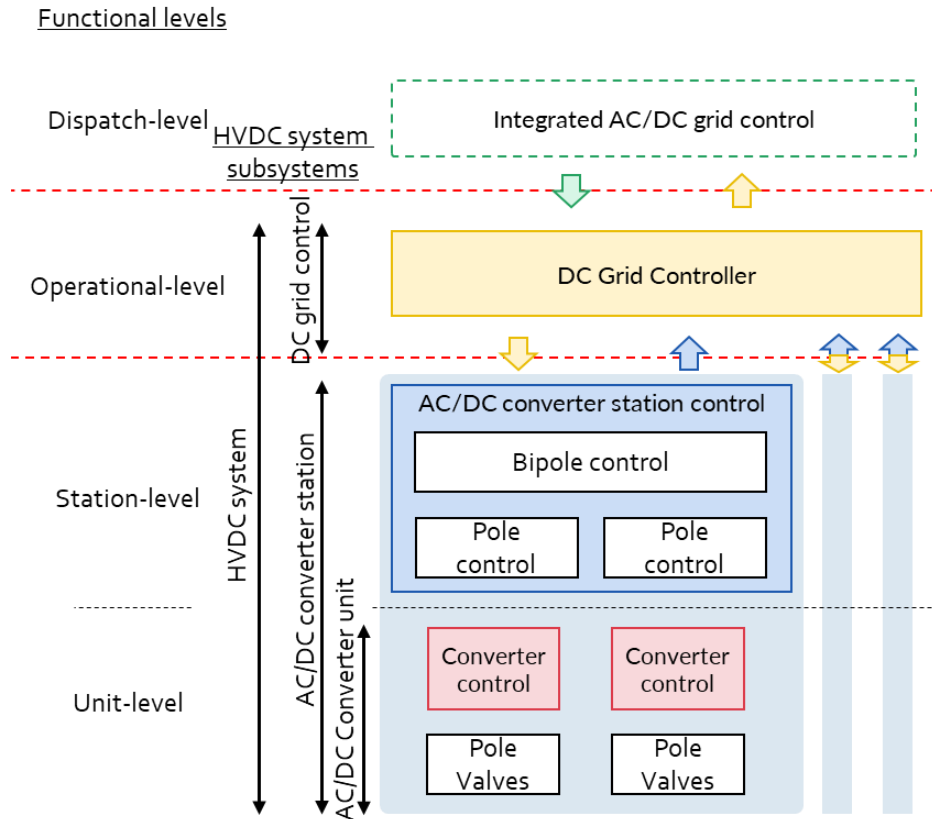 Functional levels
Dispatch-level
HVDC system
subsystems
Integrated AC/DC grid control
Operational-level
DC grid control
DC Grid Controller
HVDC system
AC/DC converter station
AC/DC Converter unit
Station-level
AC/DC converter station control
Bipole control
Pole
control
Pole
control
Unit-level
Converter
control
Converter
control
Pole
Valves
Pole
Valves